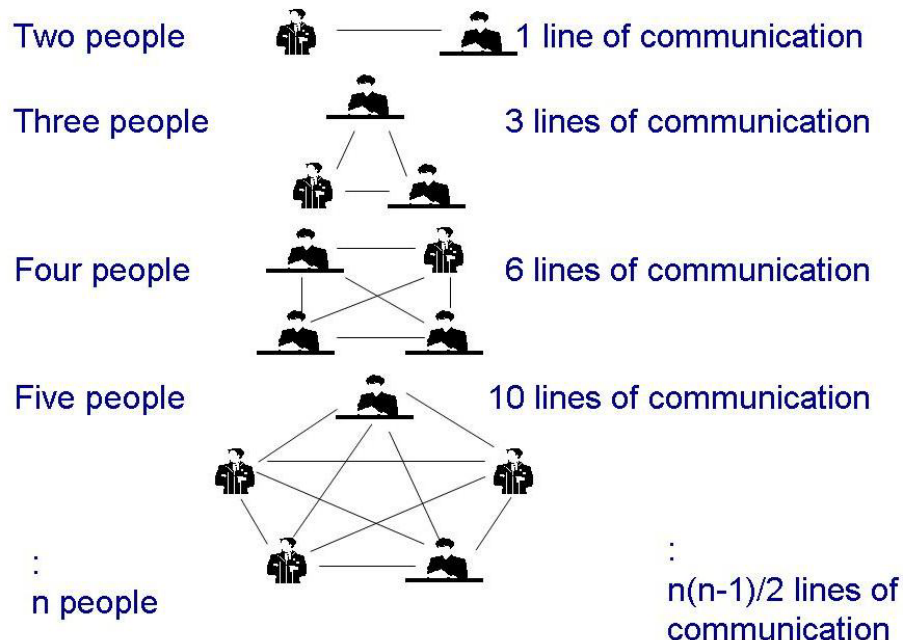 Two people
1 line of communication
Three people
3 lines of communication
Four people
6 lines of communication
Five people
10 lines of communication
:
n people
:
n(n-1)/2 lines of
communication